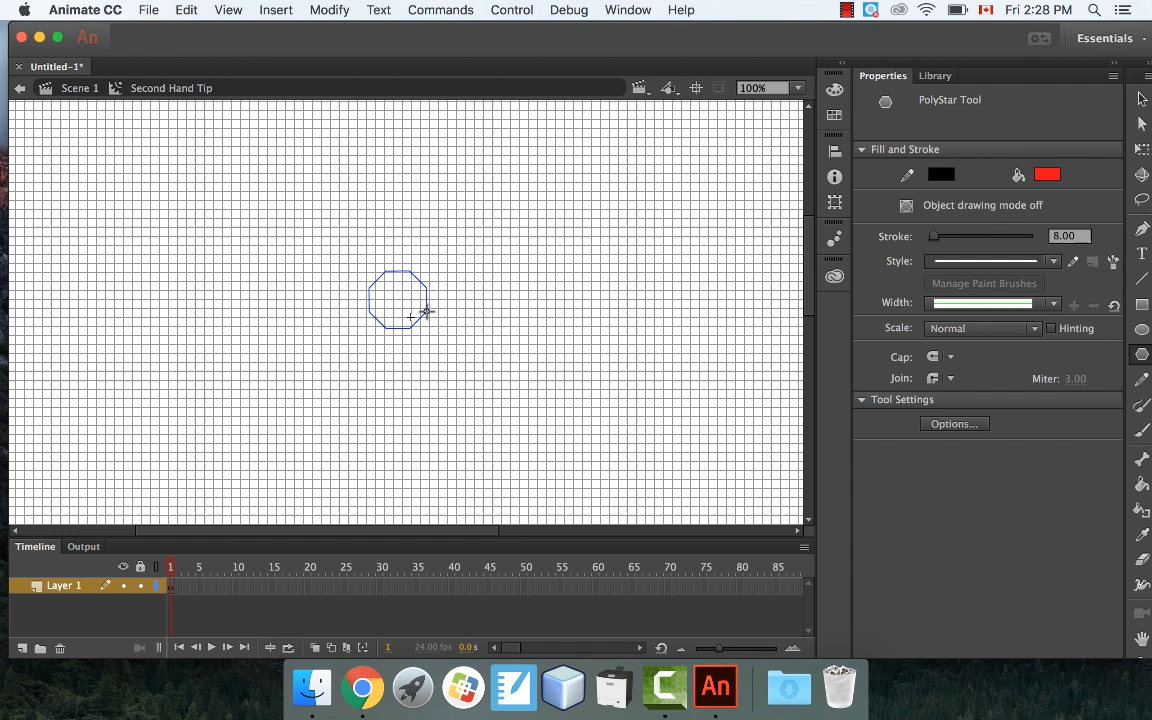 Animate CC File Edit View Insert Modify Text Commands Control Debug Window Help Fri 2:28 PM
An Essentials
Untitled-1*
Properties Library
Scene 1 Second Hand Tip 100%
PolyStar Tool
Fill and Stroke
Object drawing mode off
Stroke: 8.00
Style:
Manage Paint Brushes
Width:
Scale: Normal Hinting
Cap:
Join: Miter: 3.00
Tool Settings
Options...
Timeline Output
1 5 10 15 20 25 30 35 40 45 50 55 60 65 70 75 80 85
Layer 1
1 24.00 fps 0.0 s
An